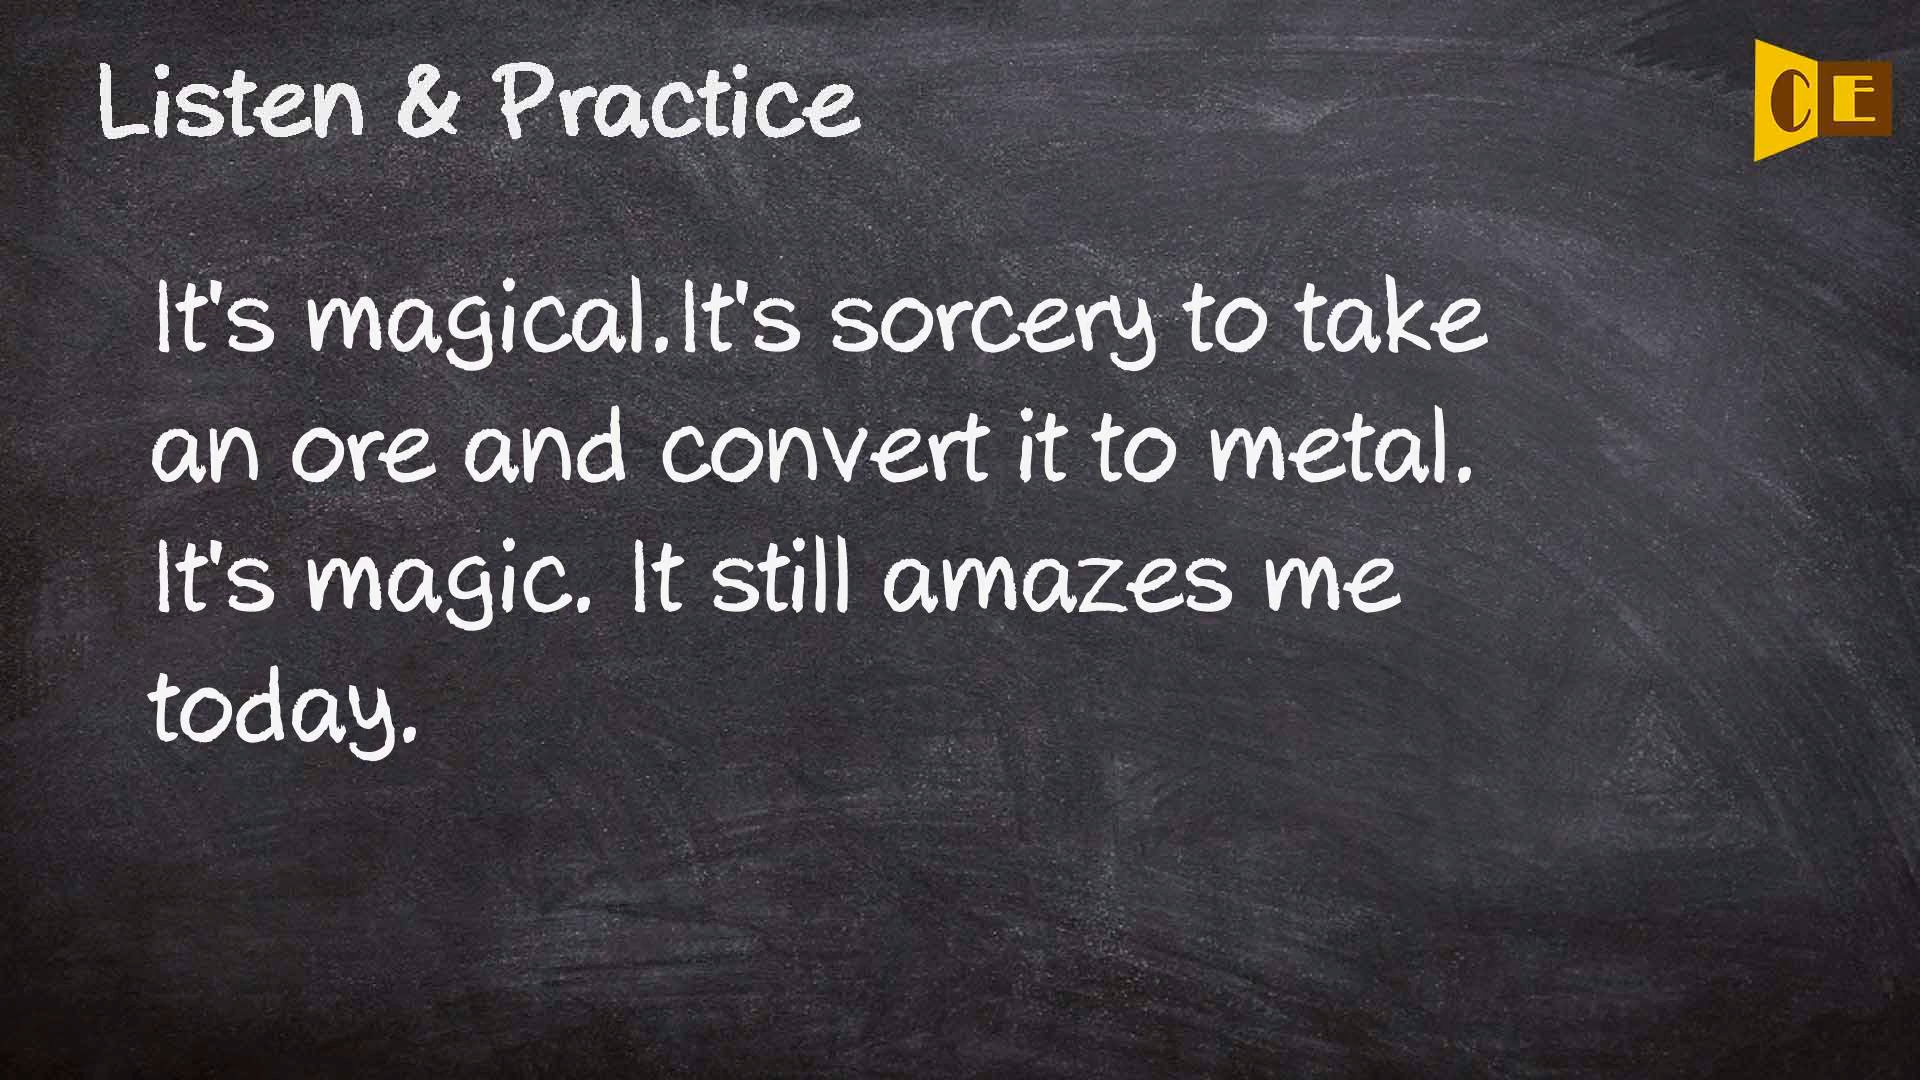 Listen & Practice
CE
It's magical.It's sorcery to take
an ore and convert it to metal.
It's magic. It still amazes me
today.